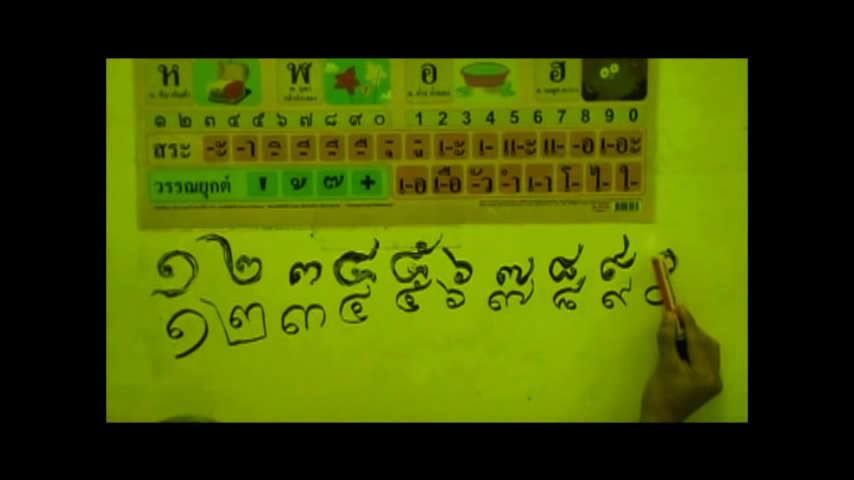 ห ฬ อ ฮ
๑ ๒ ๓ ๔ ๕ ๖ ๗ ๘ ๙ ๐ 1 2 3 4 5 6 7 8 9 0
สระ -ะ -า -ิ -ี -ึ -ื -ุ -ู เ-ะ เ- แ-ะ แ- -อ เ-อะ
วรรณยุกต์ -่ -้ -๊ -๋ เ-อ เ-ือ -ัว -ำ เ-า โ- ไ- ใ-
๑ ๒ ๓ ๔ ๕ ๖ ๗ ๘ ๙
๑ ๒ ๓ ๔ ๕ ๖ ๗ ๘ ๙ ๐